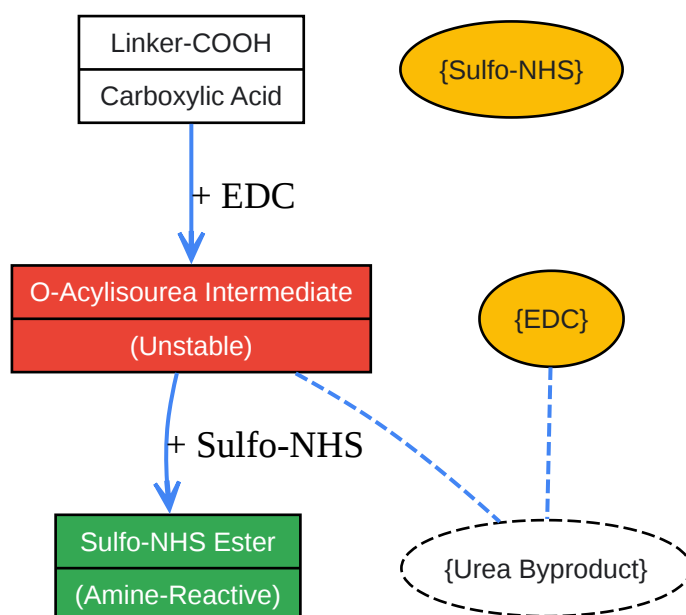 Linker-COOH
Carboxylic Acid
{Sulfo-NHS}
+ EDC
O-Acylisourea Intermediate
(Unstable)
{EDC}
+ Sulfo-NHS
Sulfo-NHS Ester
(Amine-Reactive)
{Urea Byproduct}